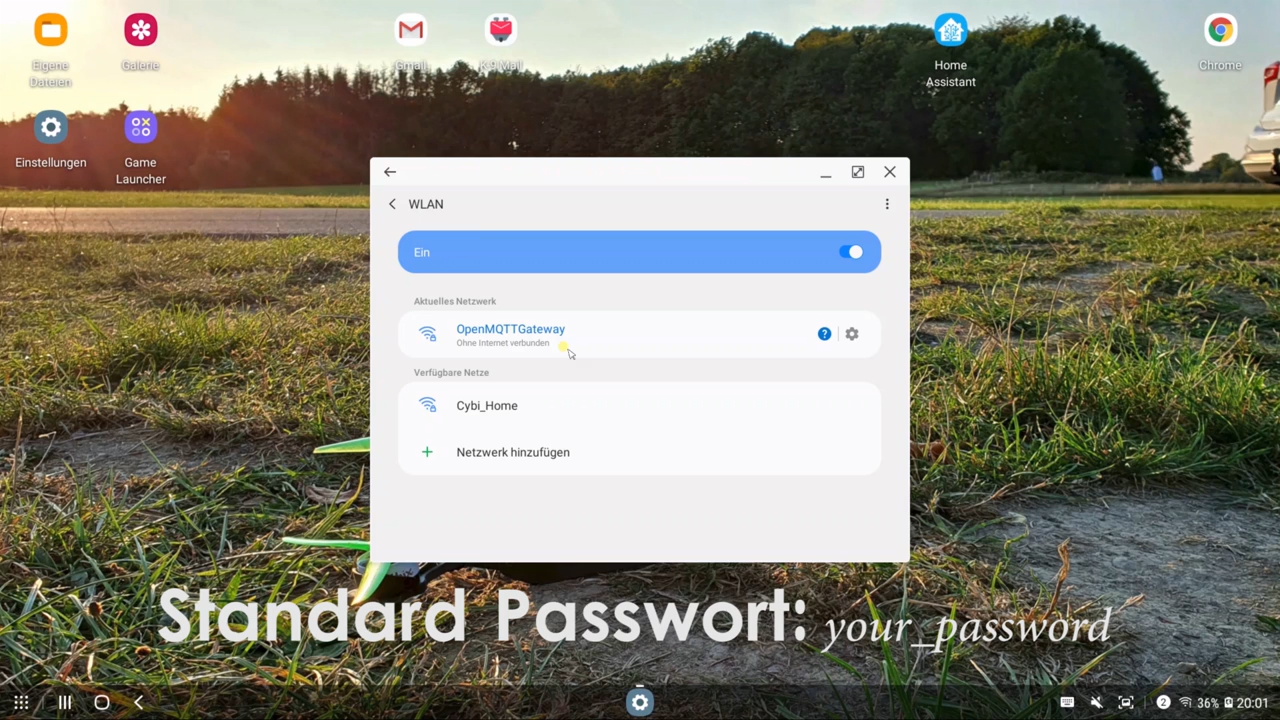 Eigene
Dateien
Galerie
Gmail
K-9 Mail
Home
Assistant
Chrome
Einstellungen
Game
Launcher
WLAN
Ein
Aktuelles Netzwerk
OpenMQTTGateway
Ohne Internet verbunden
Verfügbare Netze
Cybi_Home
Netzwerk hinzufügen
Standard Passwort: your_password
2
36%
20:01